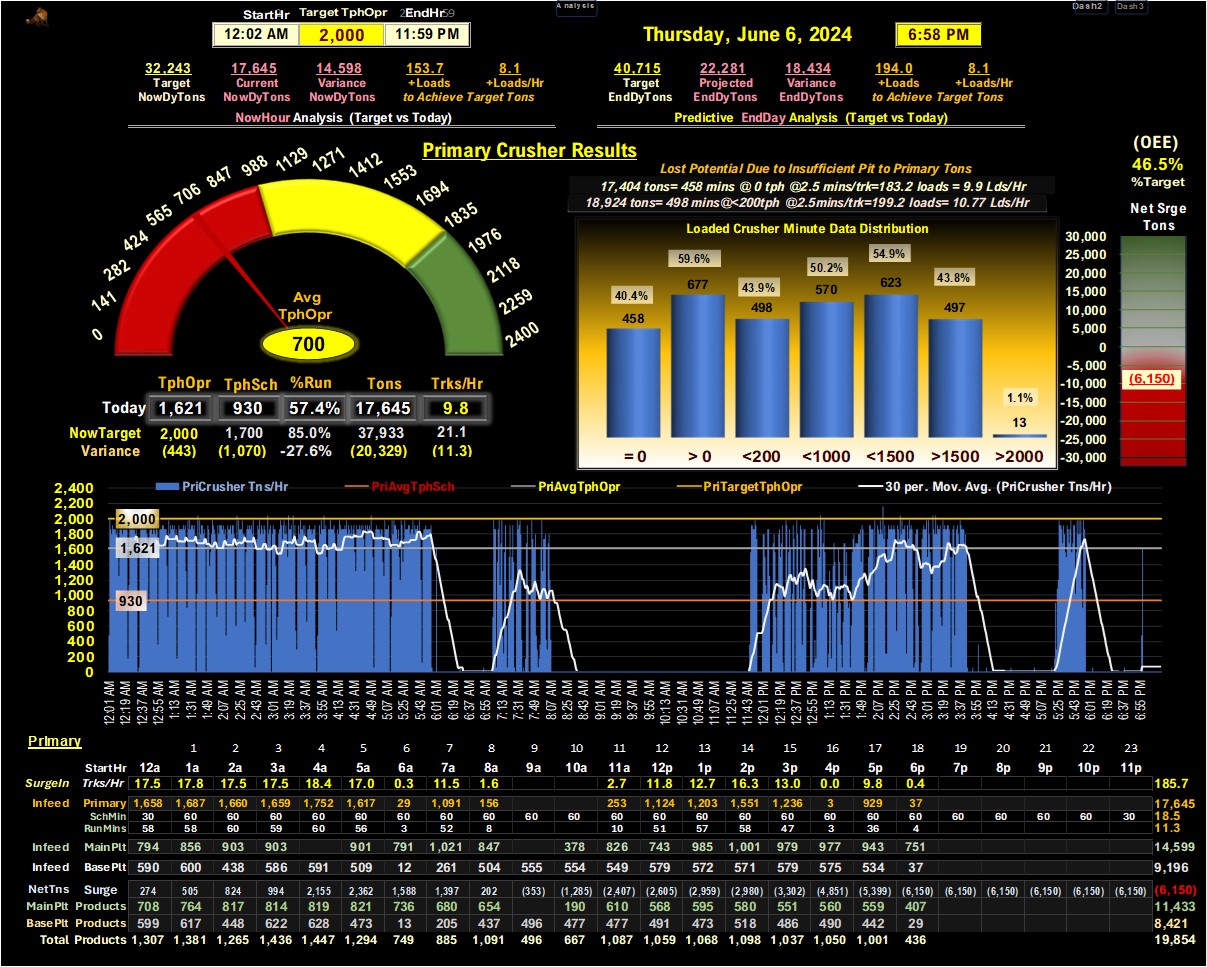 Analysis
Dash2 Dash3
StartHr Target TphOpr EndHr
12:02 AM 2,000 11:59 PM
Thursday, June 6, 2024 6:58 PM
32,243 17,645 14,598 153.7 8.1
Target Current Variance +Loads +Loads/Hr
NowDyTons NowDyTons NowDyTons to Achieve Target Tons
NowHour Analysis (Target vs Today)
40,715 22,281 18,434 194.0 8.1
Target Projected Variance +Loads +Loads/Hr
EndDyTons EndDyTons EndDyTons to Achieve Target Tons
Predictive EndDay Analysis (Target vs Today)
Primary Crusher Results
0 141 282 424 565 706 847 988 1129 1271 1412 1553 1694 1835 1976 2118 2259 2400
Avg
TphOpr
700
TphOpr TphSch %Run Tons Trks/Hr
Today 1,621 930 57.4% 17,645 9.8
NowTarget 2,000 1,700 85.0% 37,933 21.1
Variance (443) (1,070) -27.6% (20,329) (11.3)
Lost Potential Due to Insufficient Pit to Primary Tons
17,404 tons= 458 mins @ 0 tph @2.5 mins/trk=183.2 loads = 9.9 Lds/Hr
18,924 tons= 498 mins@<200tph @2.5mins/trk=199.2 loads= 10.77 Lds/Hr
Loaded Crusher Minute Data Distribution
40.4% 59.6% 43.9% 50.2% 54.9% 43.8% 1.1%
458 677 498 570 623 497 13
= 0 > 0 <200 <1000 <1500 >1500 >2000
(OEE)
46.5%
%Target
Net Srge
Tons
30,000
25,000
20,000
15,000
10,000
5,000
0
-5,000
-10,000
-15,000
-20,000
-25,000
-30,000
(6,150)
PriCrusher Tns/Hr PriAvgTphSch PriAvgTphOpr PriTargetTphOpr 30 per. Mov. Avg. (PriCrusher Tns/Hr)
2,400
2,200
2,000
1,800
1,600
1,400
1,200
1,000
800
600
400
200
0
2,000
1,621
930
12:01 AM 12:19 AM 12:37 AM 12:55 AM 1:13 AM 1:31 AM 1:49 AM 2:07 AM 2:25 AM 2:43 AM 3:01 AM 3:19 AM 3:37 AM 3:55 AM 4:13 AM 4:31 AM 4:49 AM 5:07 AM 5:25 AM 5:43 AM 6:01 AM 6:19 AM 6:37 AM 6:55 AM 7:13 AM 7:31 AM 7:49 AM 8:07 AM 8:25 AM 8:43 AM 9:01 AM 9:19 AM 9:37 AM 9:55 AM 10:13 AM 10:31 AM 10:49 AM 11:07 AM 11:25 AM 11:43 AM 12:01 PM 12:19 PM 12:37 PM 12:55 PM 1:13 PM 1:31 PM 1:49 PM 2:07 PM 2:25 PM 2:43 PM 3:01 PM 3:19 PM 3:37 PM 3:55 PM 4:13 PM 4:31 PM 4:49 PM 5:07 PM 5:25 PM 5:43 PM 6:01 PM 6:19 PM 6:37 PM 6:55 PM
Primary
1 2 3 4 5 6 7 8 9 10 11 12 13 14 15 16 17 18 19 20 21 22 23
StartHr 12a 1a 2a 3a 4a 5a 6a 7a 8a 9a 10a 11a 12p 1p 2p 3p 4p 5p 6p 7p 8p 9p 10p 11p
SurgeIn Trks/Hr 17.5 17.8 17.5 17.5 18.4 17.0 0.3 11.5 1.6 2.7 11.8 12.7 16.3 13.0 0.0 9.8 0.4 185.7
Infeed Primary 1,658 1,687 1,660 1,659 1,752 1,617 29 1,091 156 253 1,124 1,203 1,551 1,236 3 929 37 17,645
SchMin 30 60 60 60 60 60 60 60 60 60 60 60 60 60 60 60 60 60 60 60 60 60 60 30 18.5
RunMins 58 58 60 59 60 56 3 52 8 10 51 57 58 47 3 36 4 11.3
Infeed MainPlt 794 856 903 903 901 791 1,021 847 378 826 743 985 1,001 979 977 943 751 14,599
Infeed BasePlt 590 600 438 586 591 509 12 261 504 555 554 549 579 572 571 579 575 534 37 9,196
NetTns Surge 274 505 824 994 2,155 2,362 1,588 1,397 202 (353) (1,285) (2,407) (2,605) (2,959) (2,980) (3,302) (4,851) (5,399) (6,150) (6,150) (6,150) (6,150) (6,150) (6,150) (6,150)
MainPlt Products 708 764 817 814 819 821 736 680 654 190 610 568 595 580 551 560 559 407 11,433
BasePlt Products 599 617 448 622 628 473 13 205 437 496 477 477 491 473 518 486 490 442 29 8,421
Total Products 1,307 1,381 1,265 1,436 1,447 1,294 749 885 1,091 496 667 1,087 1,059 1,068 1,098 1,037 1,050 1,001 436 19,854